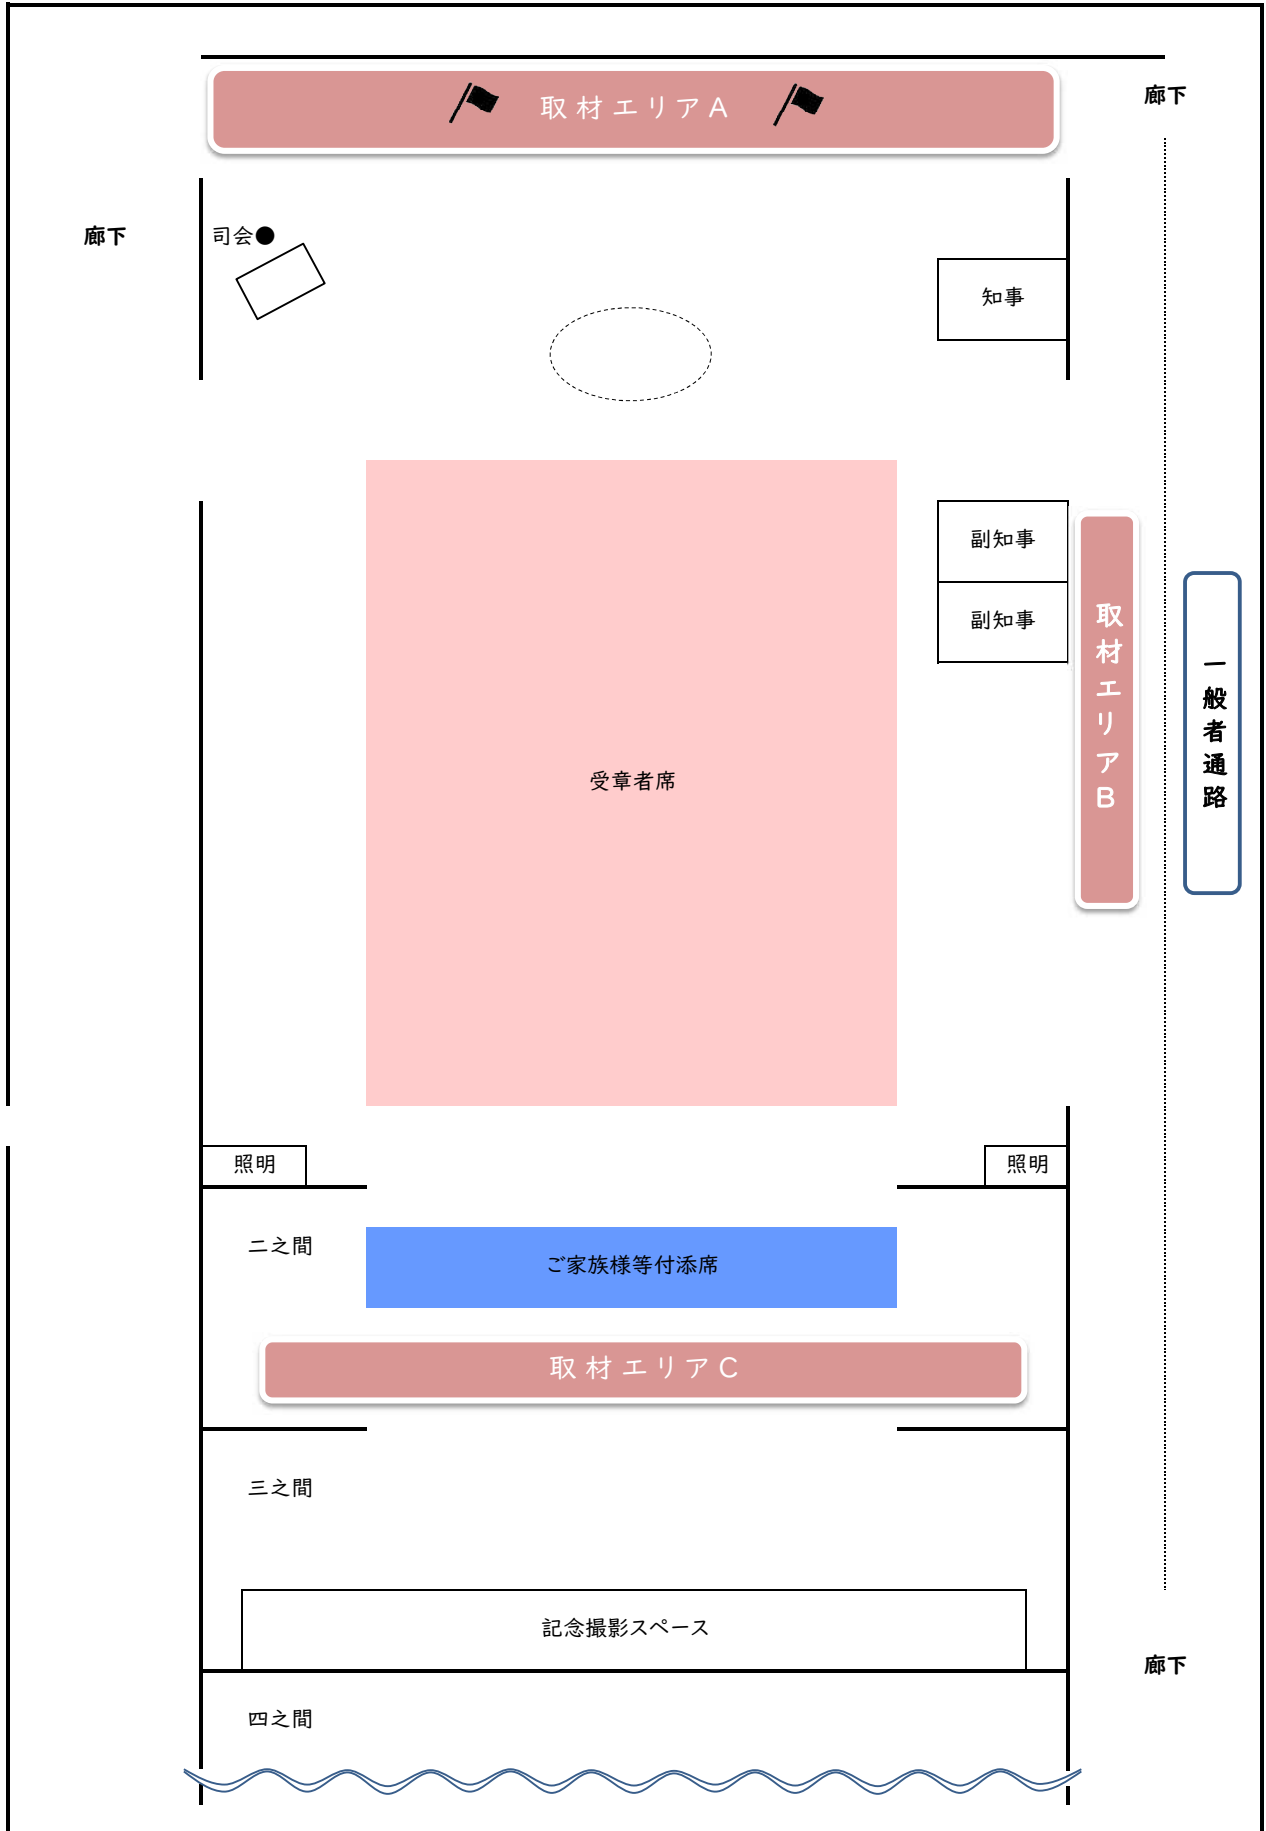 取材エリアA
廊下
廊下
司会●
知事
副知事
副知事
取材エリアB
一般者通路
受章者席
照明
照明
二之間
ご家族様等付添席
取材エリアC
三之間
記念撮影スペース
廊下
四之間